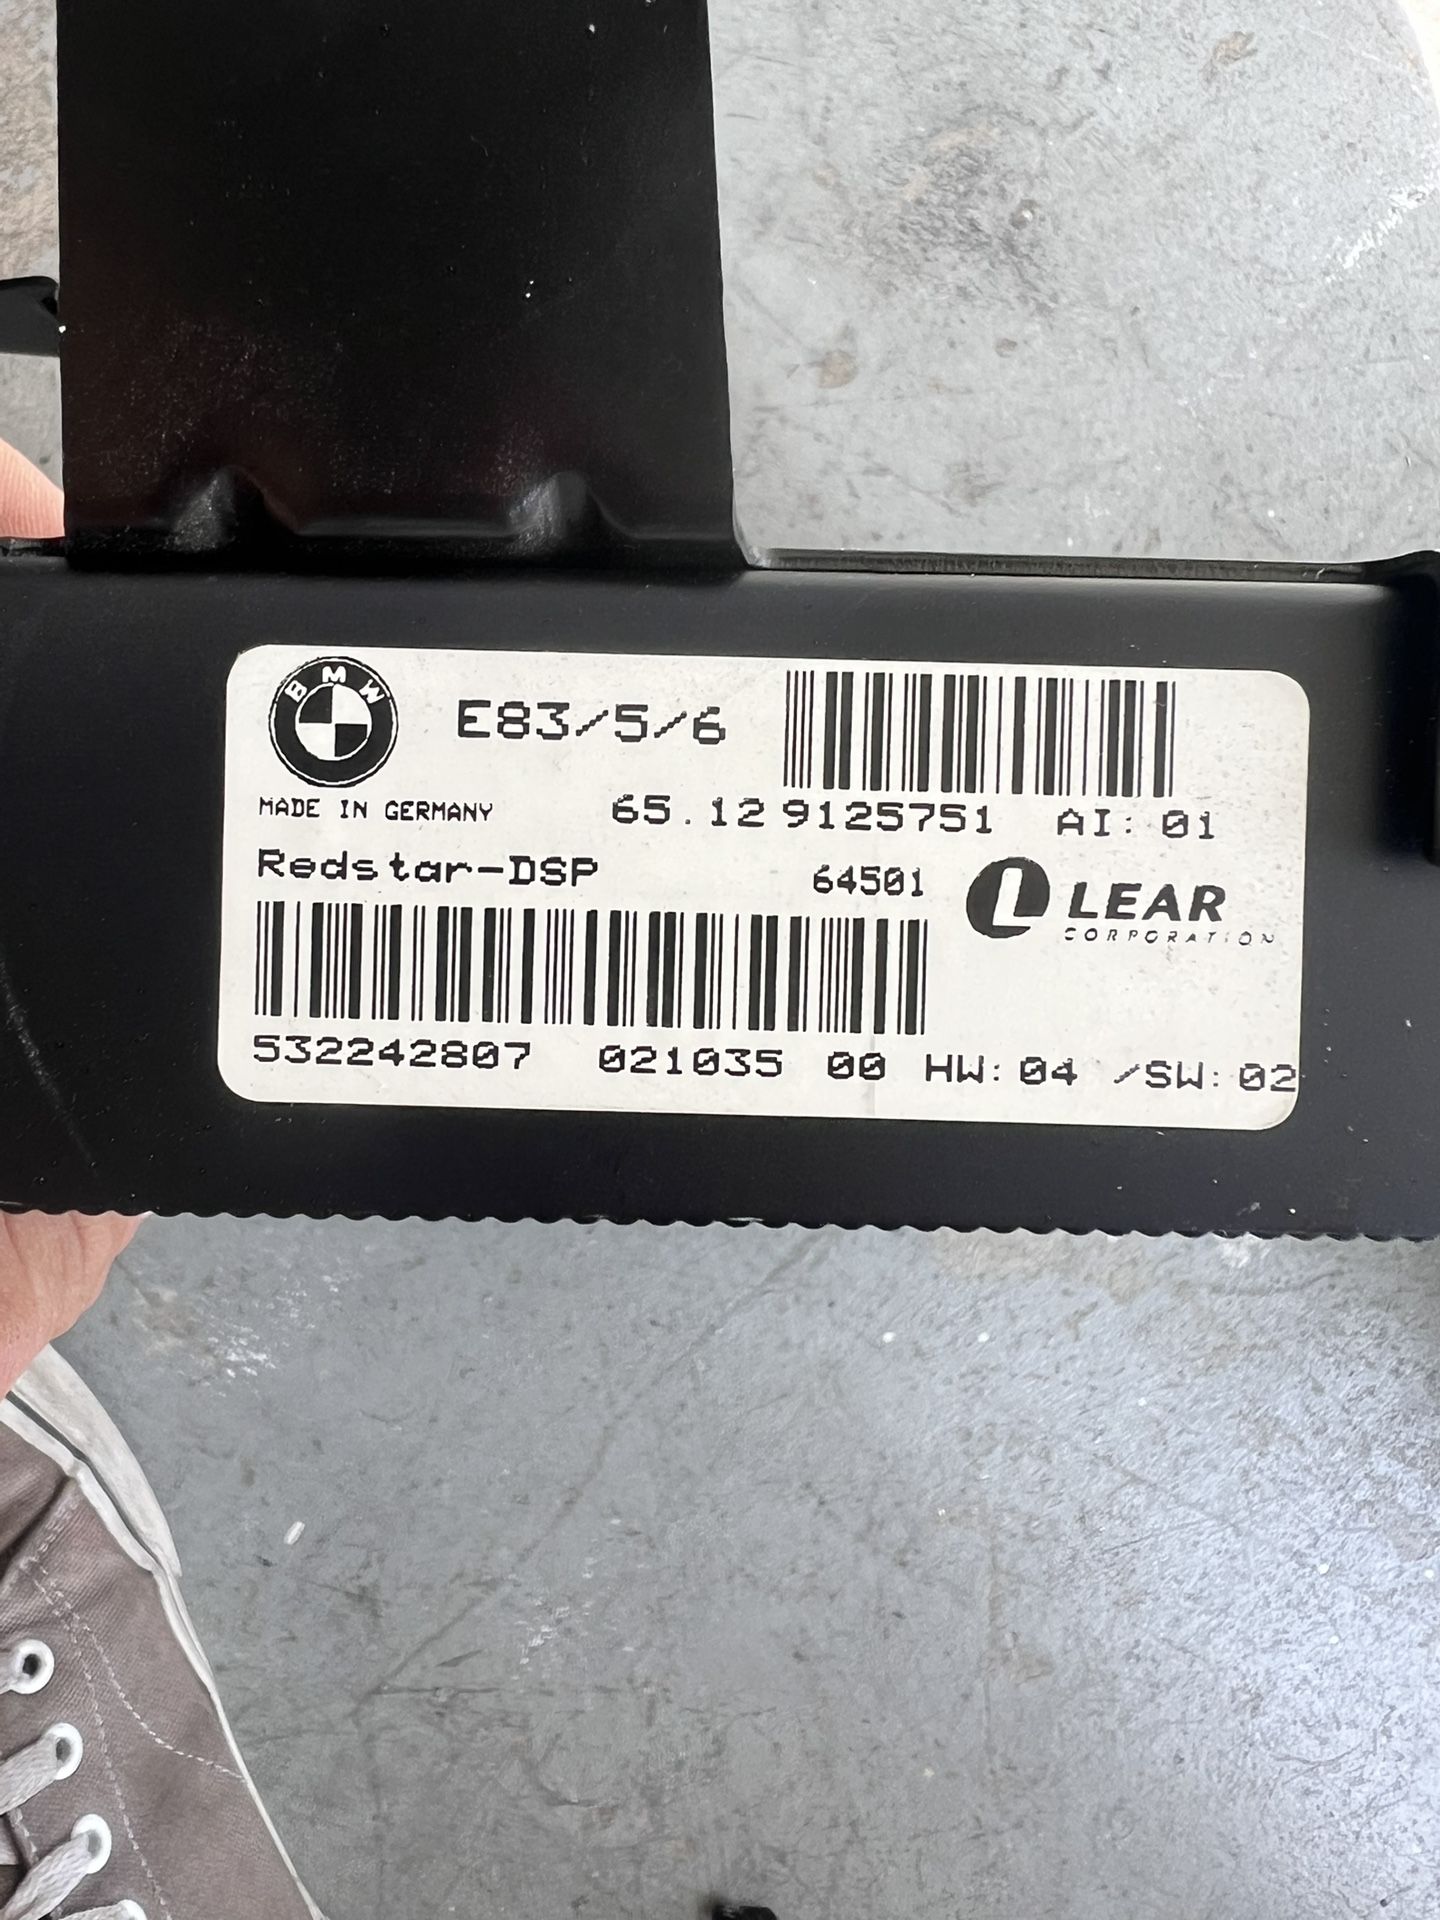 BMW
E83/5/6
MADE IN GERMANY
65.12 9125751 AI: 01
Redstar-DSP
64501
LEAR
CORPORATION
532242807 021035 00 HW: 04 /SW: 02